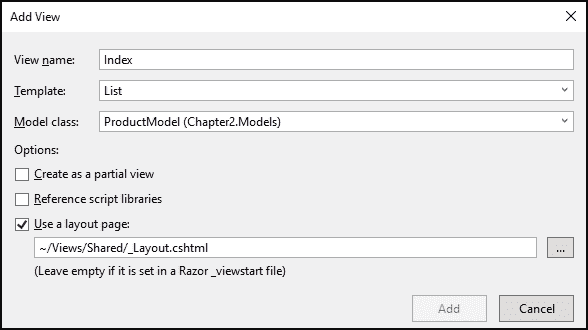 Add View
View name: Index
Template: List
Model class: ProductModel (Chapter2.Models)
Options:
Create as a partial view
Reference script libraries
Use a layout page:
~/Views/Shared/_Layout.cshtml ...
(Leave empty if it is set in a Razor _viewstart file)
Add Cancel